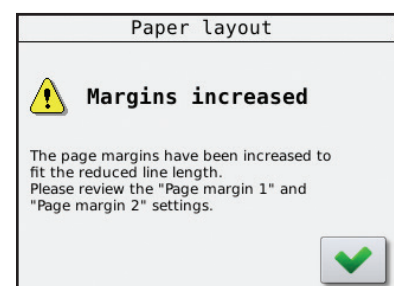 Paper layout
Margins increased
The page margins have been increased to
fit the reduced line length.
Please review the "Page margin 1" and
"Page margin 2" settings.